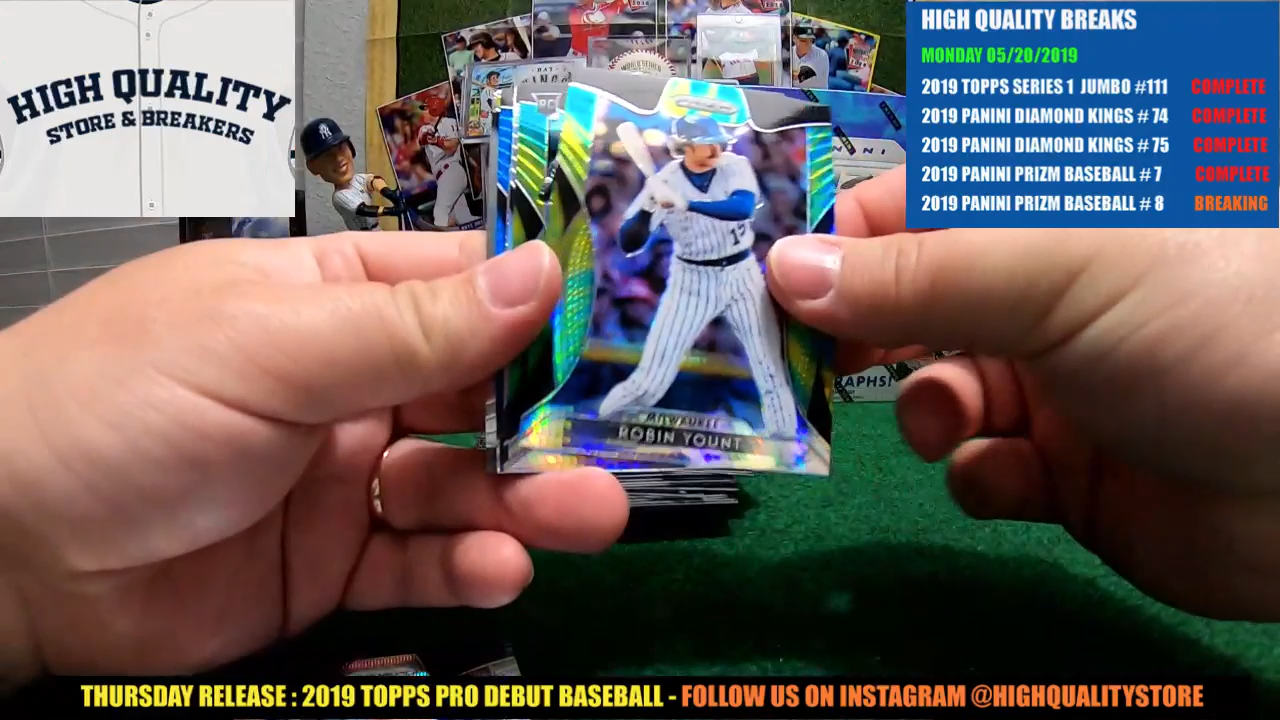 HIGH QUALITY
STORE & BREAKERS
HIGH QUALITY BREAKS
MONDAY 05/20/2019
2019 TOPPS SERIES 1 JUMBO #111 COMPLETE
2019 PANINI DIAMOND KINGS # 74 COMPLETE
2019 PANINI DIAMOND KINGS # 75 COMPLETE
2019 PANINI PRIZM BASEBALL # 7 COMPLETE
2019 PANINI PRIZM BASEBALL # 8 BREAKING
RC
MILWAUKEE
ROBIN YOUNT
THURSDAY RELEASE : 2019 TOPPS PRO DEBUT BASEBALL - FOLLOW US ON INSTAGRAM @HIGHQUALITYSTORE